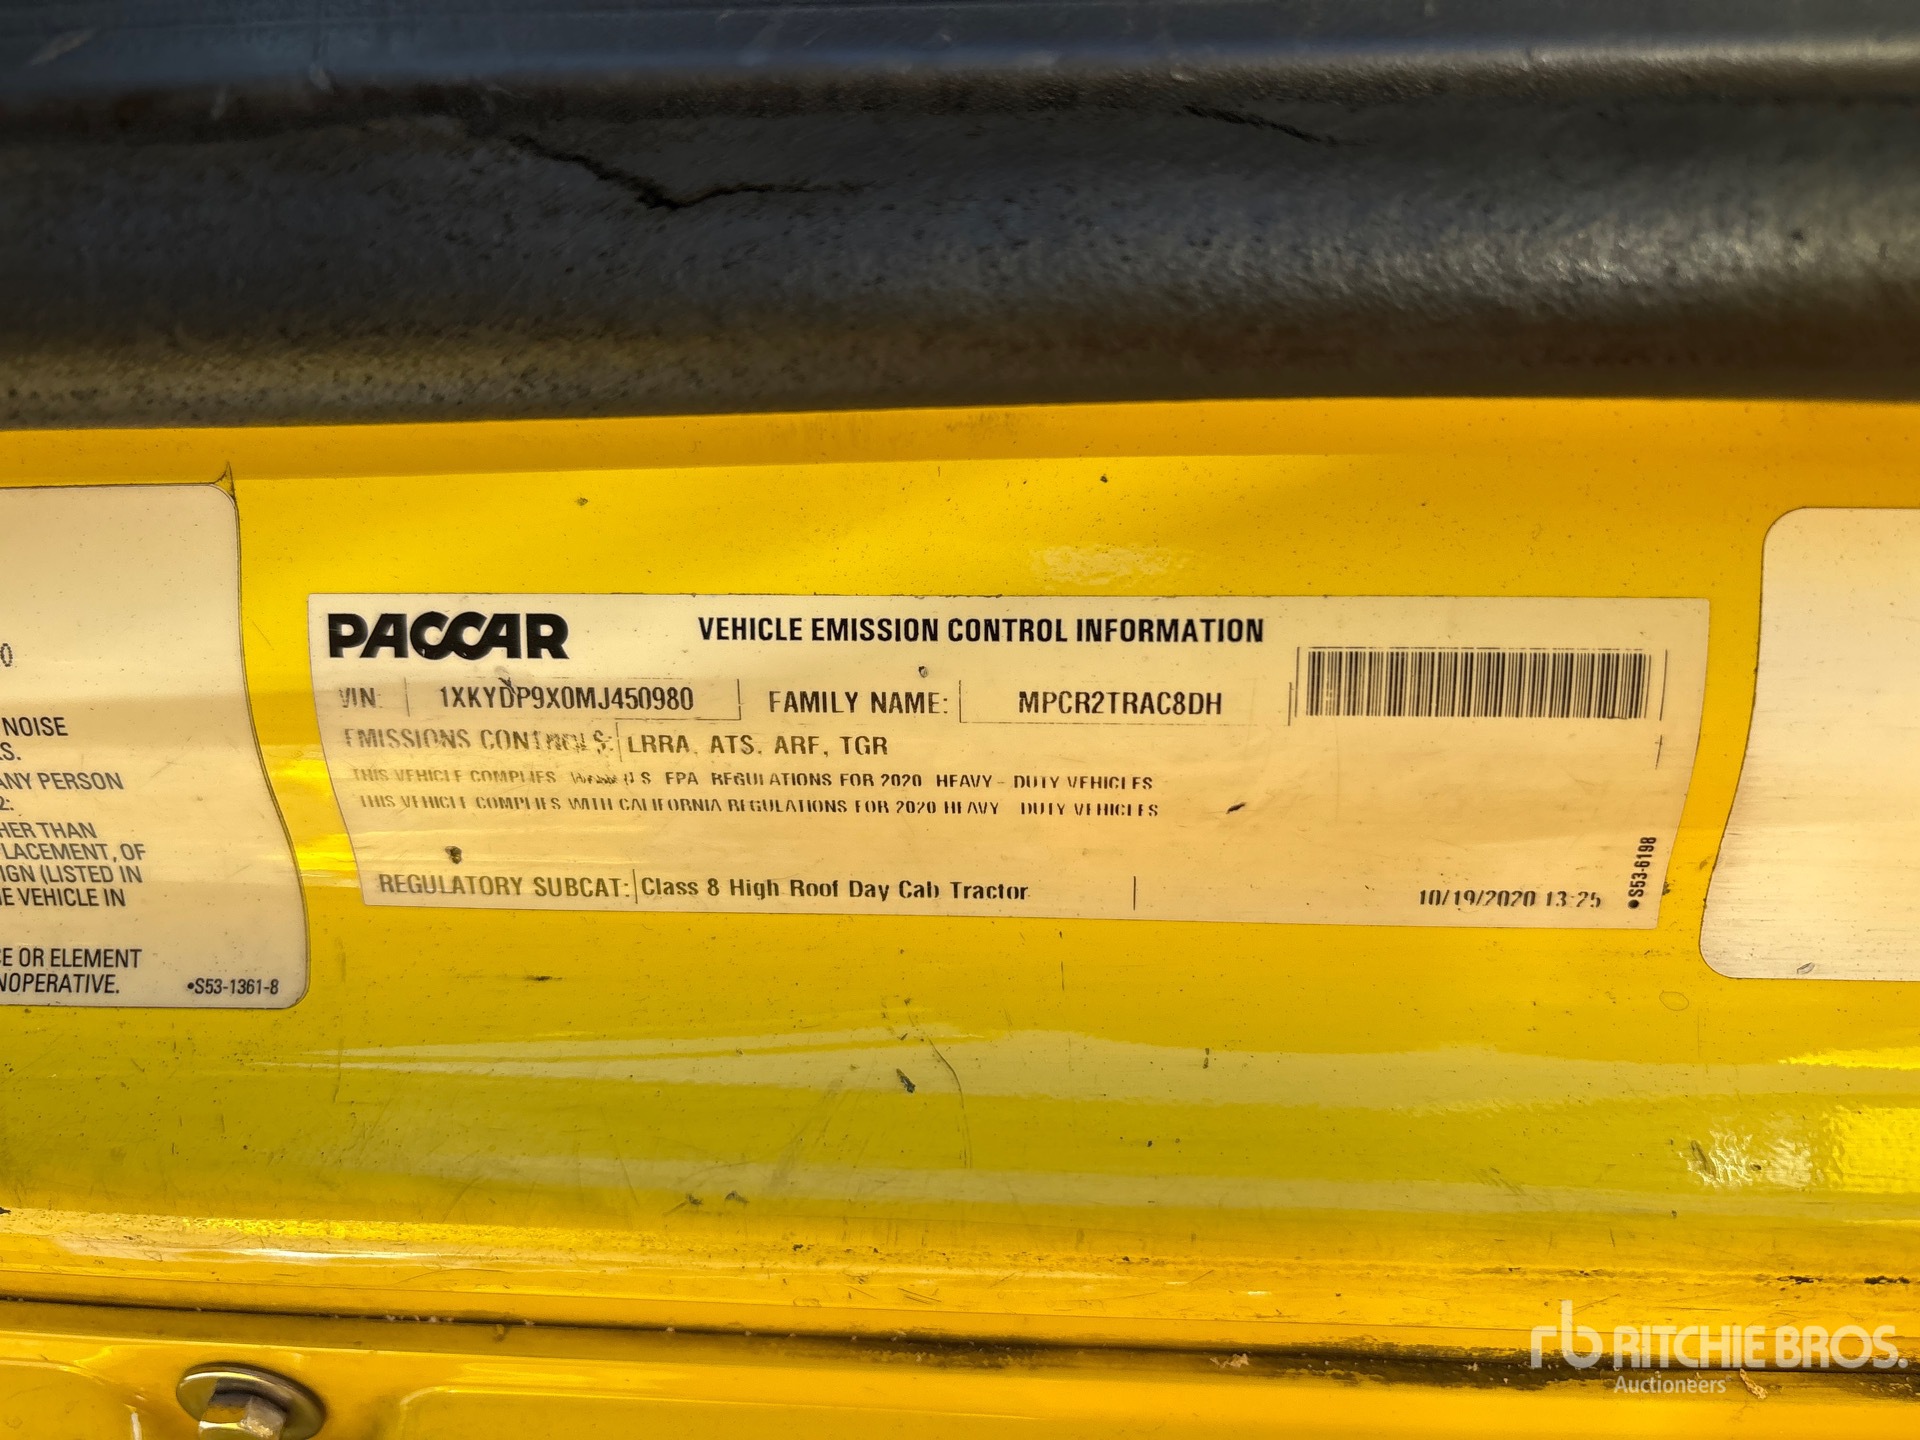 0
NOISE
S.
ANY PERSON
2:
HER THAN
LACEMENT, OF
IGN (LISTED IN
E VEHICLE IN
E OR ELEMENT
NOPERATIVE.
•S53-1361-8
PACCAR
VEHICLE EMISSION CONTROL INFORMATION
VIN: 1XKYDP9X0MJ450980 FAMILY NAME: MPCR2TRAC8DH
EMISSIONS CONTROLS: LRRA, ATS, ARF, TGR
THIS VEHICLE COMPLIES U.S EPA REGULATIONS FOR 2020 HEAVY - DUTY VEHICLES
THIS VEHICLE COMPLIES WITH CALIFORNIA REGULATIONS FOR 2020 HEAVY DUTY VEHICLES
REGULATORY SUBCAT: Class 8 High Roof Day Cab Tractor
10/19/2020 13:25
•S53-6198
rb RITCHIE BROS.
Auctioneers